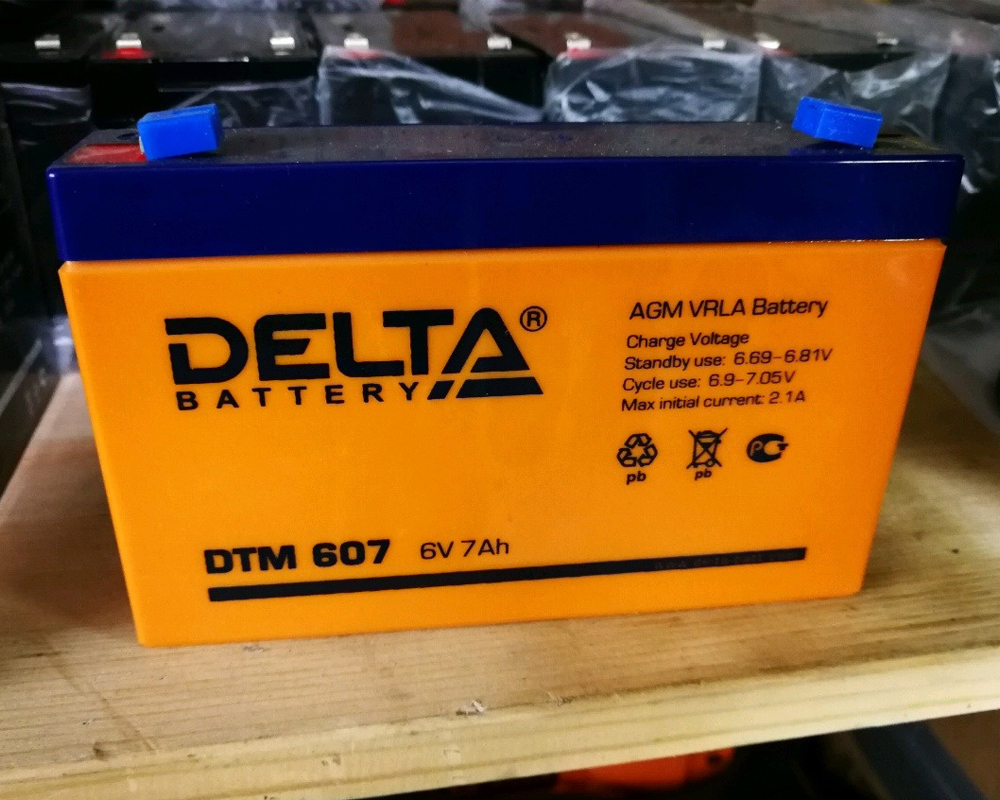 DELTA®
BATTERY
AGM VRLA Battery
Charge Voltage
Standby use: 6.69-6.81V
Cycle use: 6.9-7.05V
Max initial current: 2.1A
pb pb
DTM 607 6V 7Ah